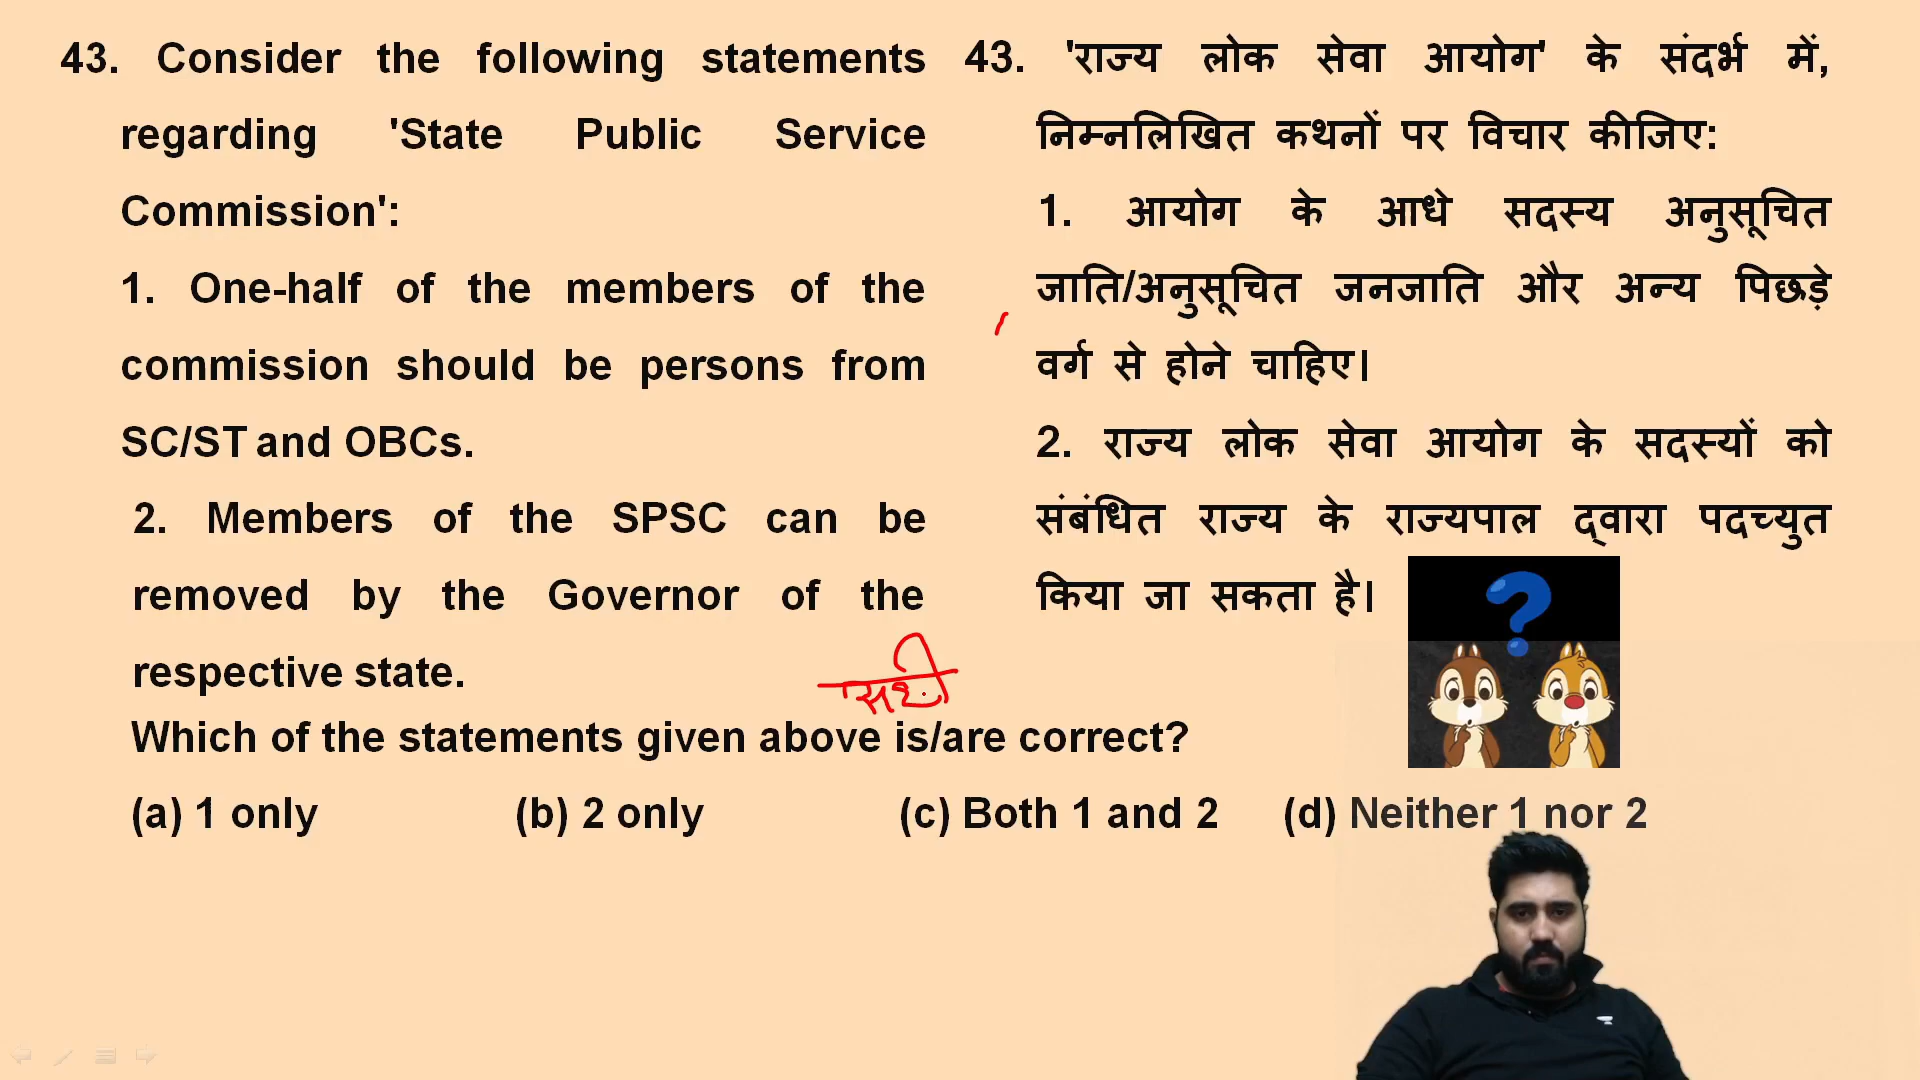 43. Consider the following statements
regarding 'State Public Service
Commission':
1. One-half of the members of the
commission should be persons from
SC/ST and OBCs.
2. Members of the SPSC can be
removed by the Governor of the
respective state.
43. 'राज्य लोक सेवा आयोग' के संदर्भ में,
निम्नलिखित कथनों पर विचार कीजिए:
1. आयोग के आधे सदस्य अनुसूचित
जाति/अनुसूचित जनजाति और अन्य पिछड़े
वर्ग से होने चाहिए।
2. राज्य लोक सेवा आयोग के सदस्यों को
संबंधित राज्य के राज्यपाल द्वारा पदच्युत
किया जा सकता है।
?
Which of the statements given above is/are correct?
(a) 1 only (b) 2 only (c) Both 1 and 2 (d) Neither 1 nor 2